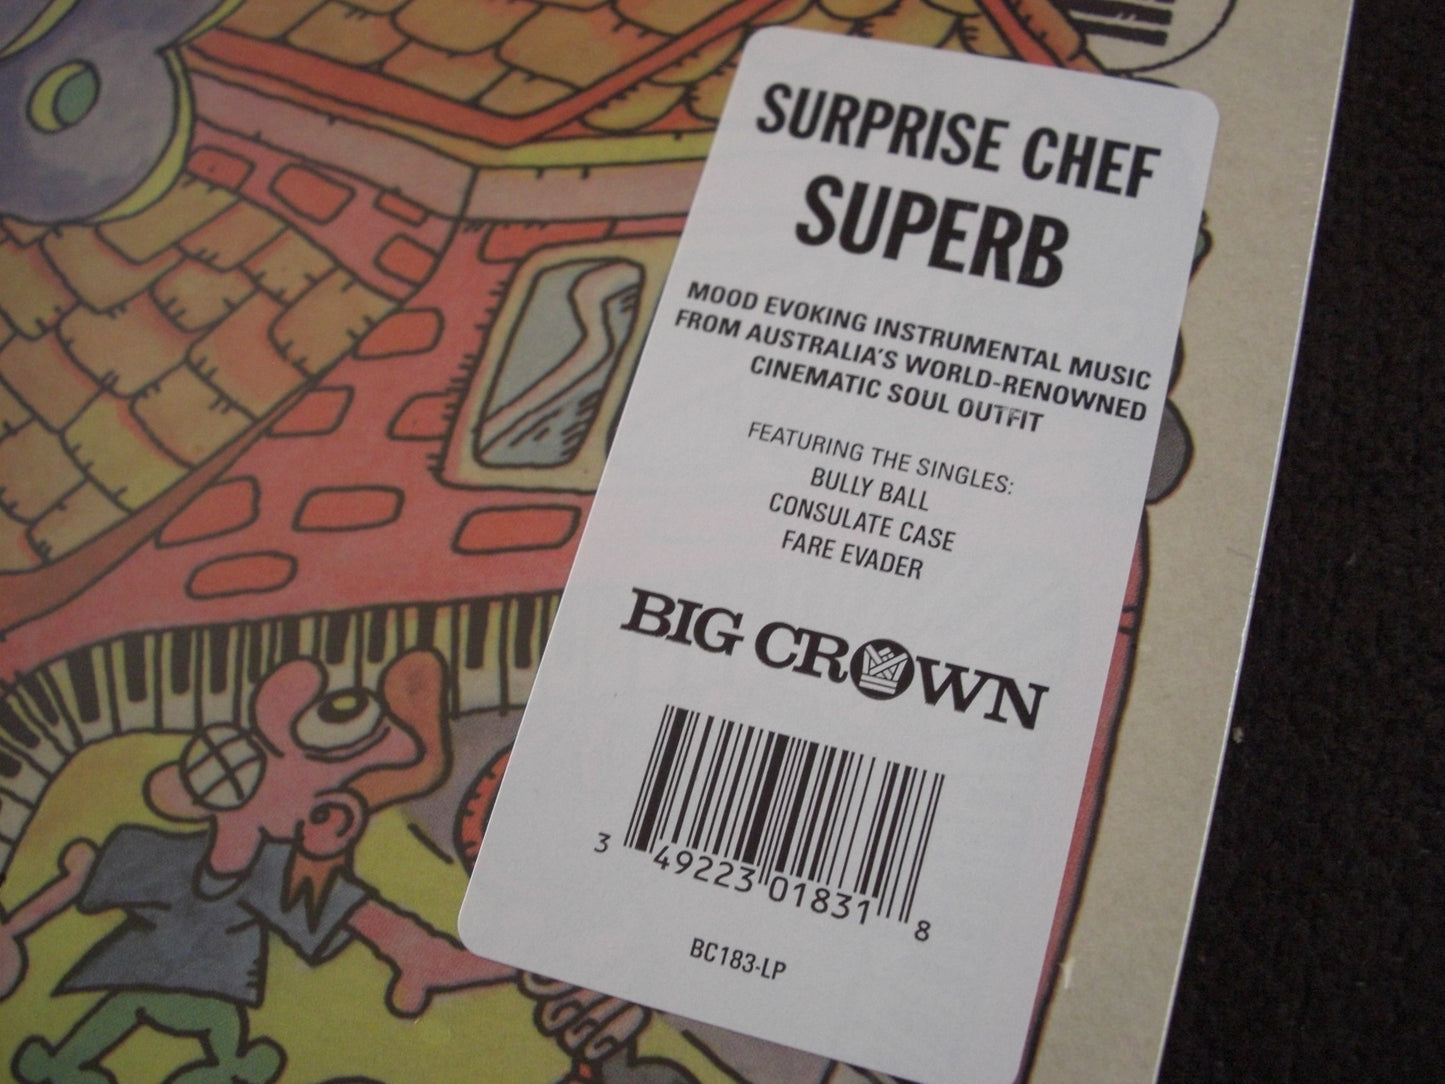 SURPRISE CHEF
SUPERB
MOOD EVOKING INSTRUMENTAL MUSIC
FROM AUSTRALIA'S WORLD-RENOWNED
CINEMATIC SOUL OUTFIT
FEATURING THE SINGLES:
BULLY BALL
CONSULATE CASE
FARE EVADER
BIG CROWN
3 49223 01831 8
BC183-LP